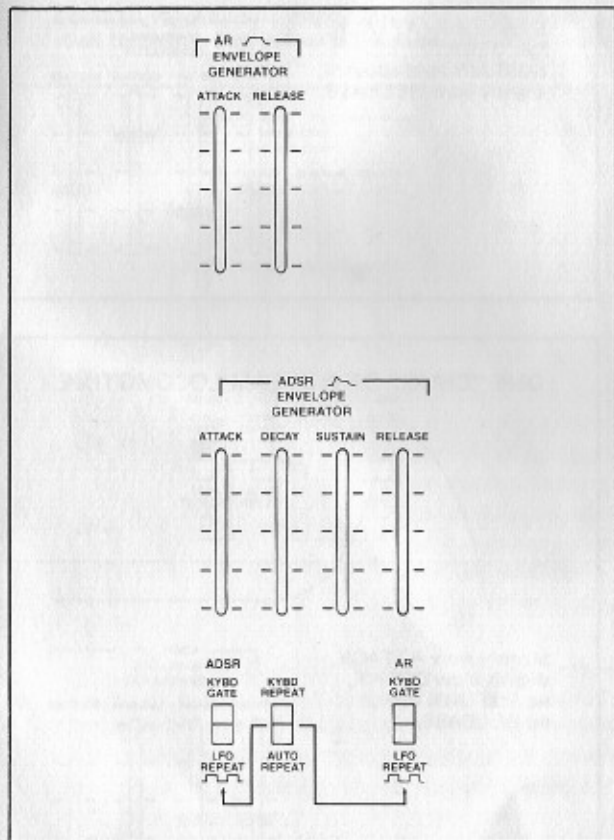 AR
ENVELOPE
GENERATOR
ATTACK RELEASE
ADSR
ENVELOPE
GENERATOR
ATTACK DECAY SUSTAIN RELEASE
ADSR AR
KYBD KYBD KYBD
GATE REPEAT GATE
LFO AUTO LFO
REPEAT REPEAT REPEAT